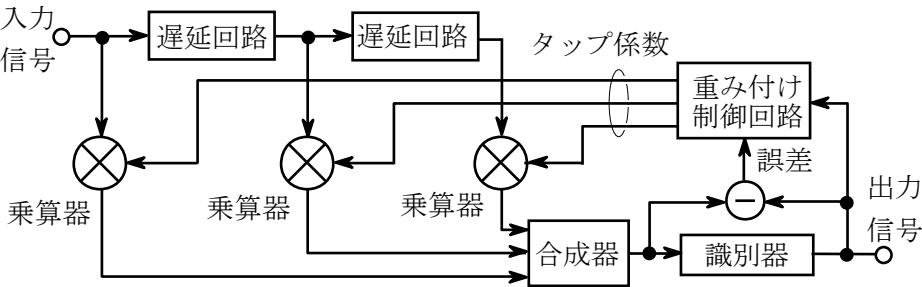 入力
信号
遅延回路
遅延回路
タップ係数
重み付け
制御回路
誤差
出力
信号
乗算器
乗算器
乗算器
合成器
識別器